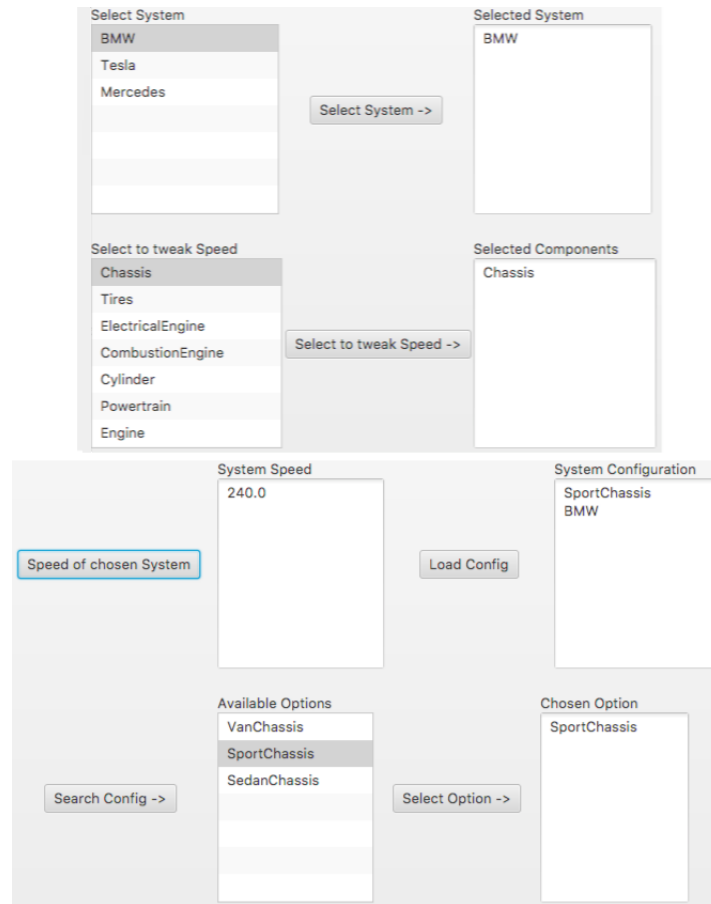 Select System
BMW
Tesla
Mercedes
Select System ->
Selected System
BMW
Select to tweak Speed
Chassis
Tires
ElectricalEngine
CombustionEngine
Cylinder
Powertrain
Engine
Select to tweak Speed ->
Selected Components
Chassis
Speed of chosen System
System Speed
240.0
Load Config
System Configuration
SportChassis
BMW
Search Config ->
Available Options
VanChassis
SportChassis
SedanChassis
Select Option ->
Chosen Option
SportChassis